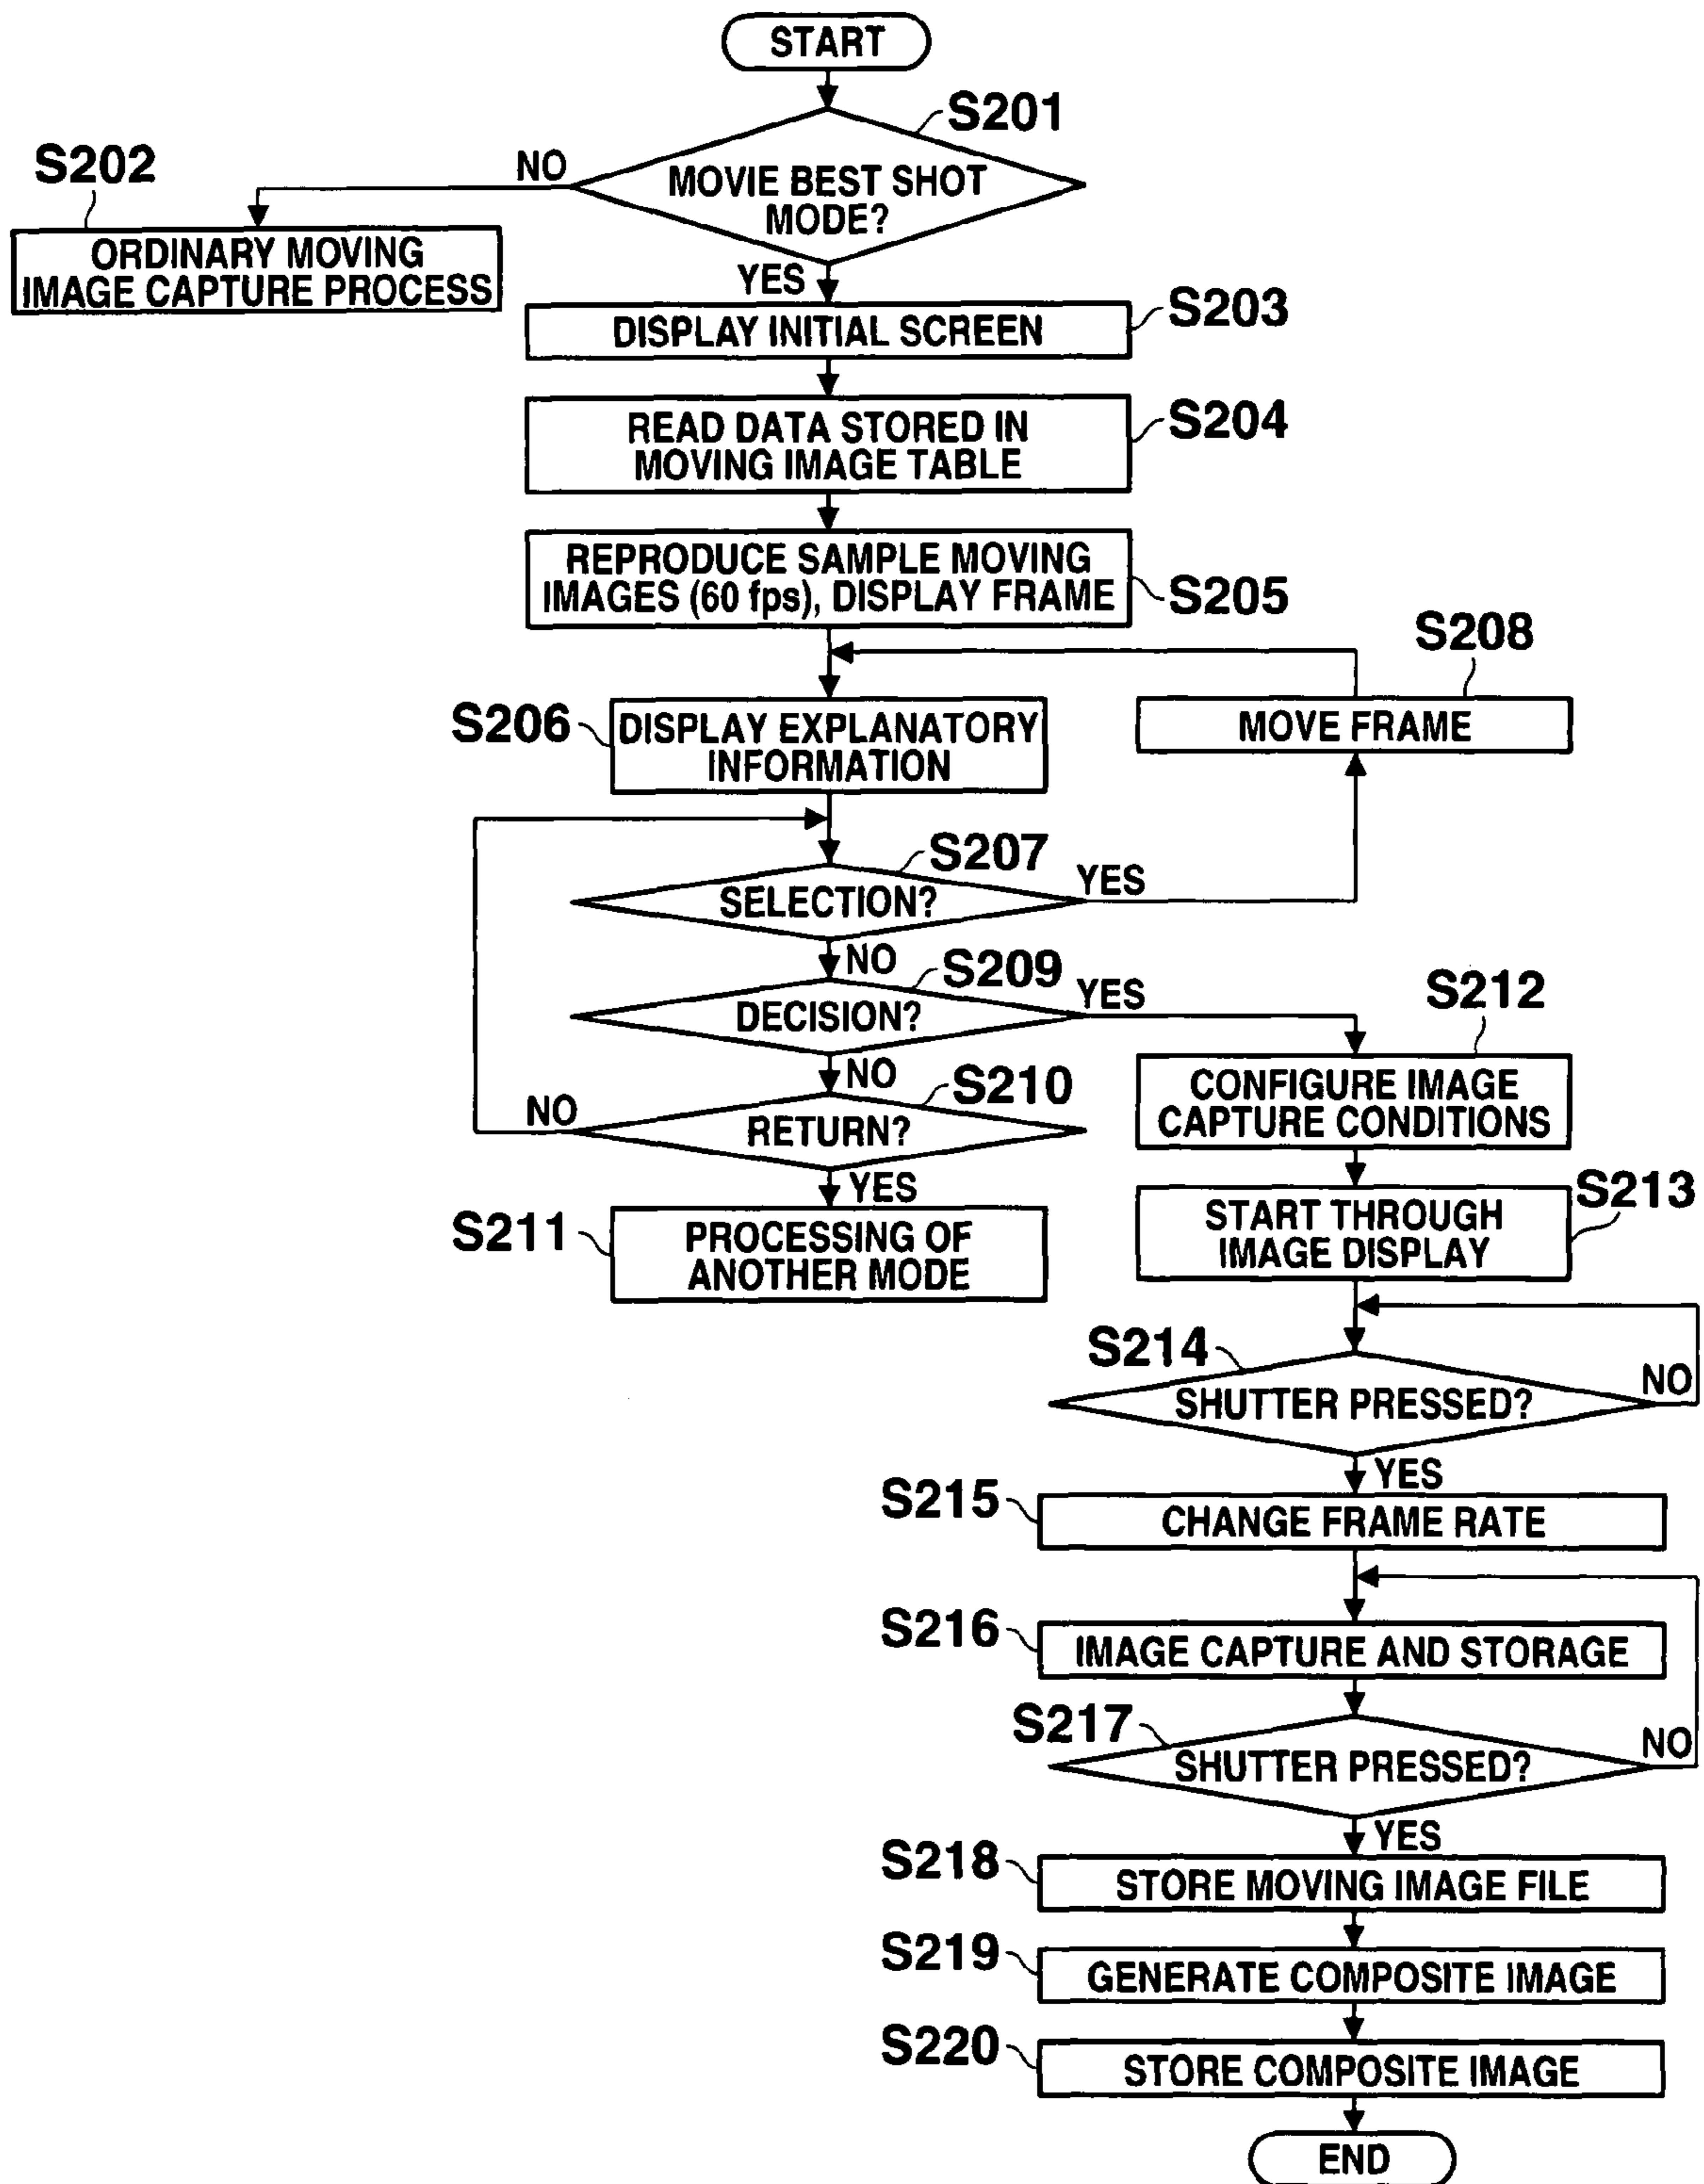 START
S201
MOVIE BEST SHOT
MODE?
NO
S202
ORDINARY MOVING
IMAGE CAPTURE PROCESS
YES
DISPLAY INITIAL SCREEN
S203
READ DATA STORED IN
MOVING IMAGE TABLE
S204
REPRODUCE SAMPLE MOVING
IMAGES (60 fps), DISPLAY FRAME
S205
S206
DISPLAY EXPLANATORY
INFORMATION
S208
MOVE FRAME
S207
SELECTION?
YES
NO
S209
DECISION?
YES
NO
S210
RETURN?
NO
YES
S211
PROCESSING OF
ANOTHER MODE
S212
CONFIGURE IMAGE
CAPTURE CONDITIONS
S213
START THROUGH
IMAGE DISPLAY
S214
SHUTTER PRESSED?
NO
YES
S215
CHANGE FRAME RATE
S216
IMAGE CAPTURE AND STORAGE
S217
SHUTTER PRESSED?
NO
YES
S218
STORE MOVING IMAGE FILE
S219
GENERATE COMPOSITE IMAGE
S220
STORE COMPOSITE IMAGE
END